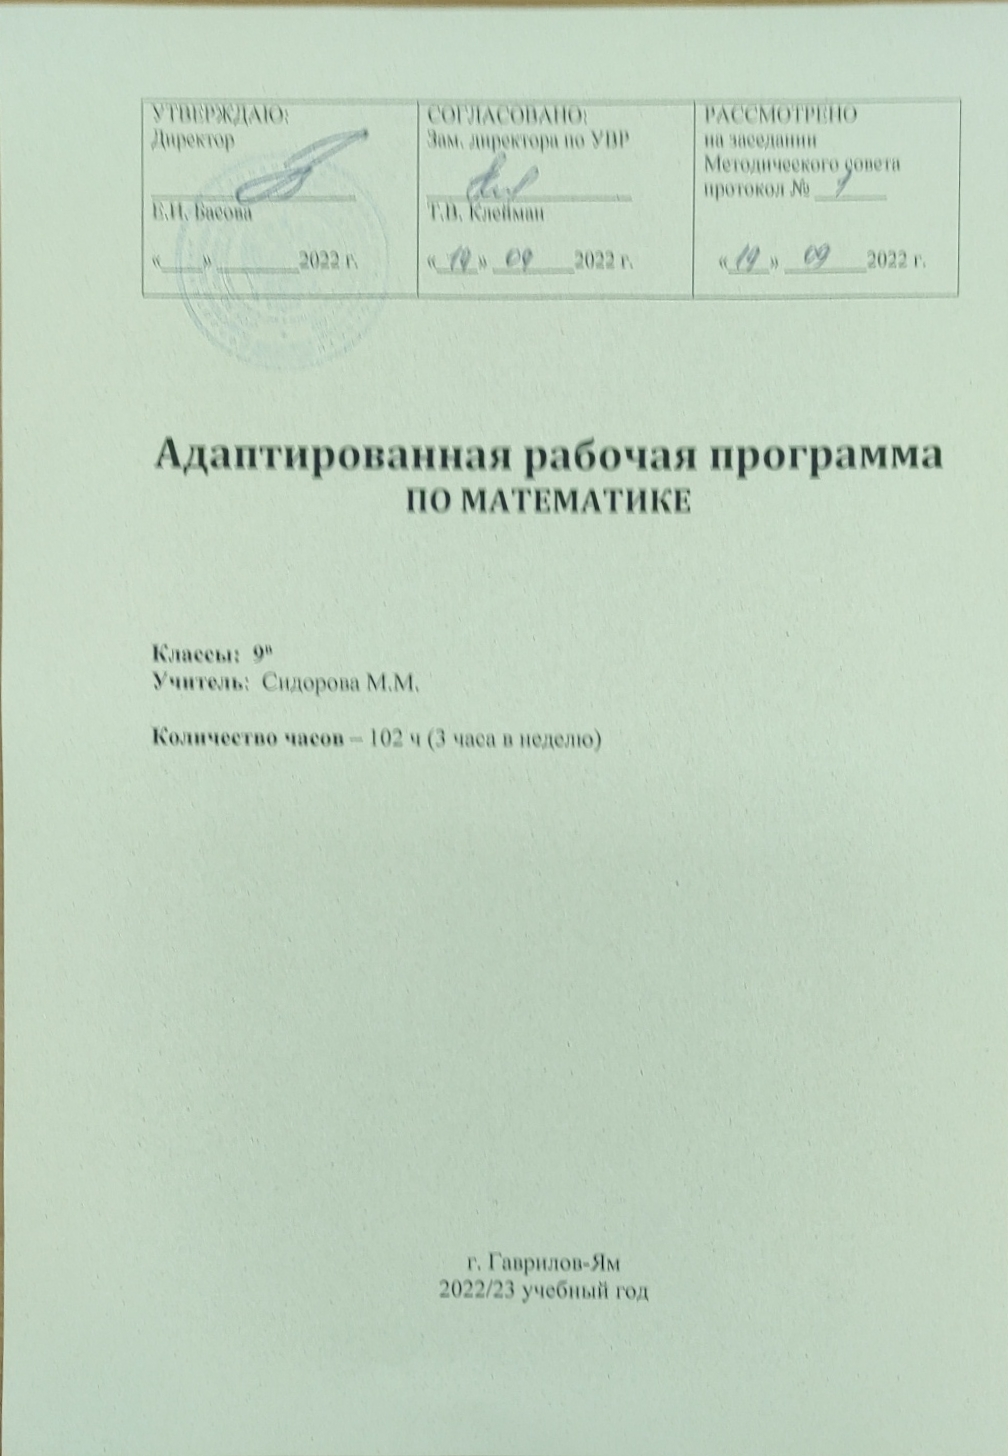 УТВЕРЖДАЮ:
Директор
Е.И. Басова
«____» ________2022 г.
СОГЛАСОВАНО:
Зам. директора по УВР
Т.В. Клейман
«19» 09 2022 г.
РАССМОТРЕНО
на заседании
Методического совета
протокол №
«19» 09 2022 г.
Адаптированная рабочая программа
ПО МАТЕМАТИКЕ
Классы: 9
Учитель: Сидорова М.М.
Количество часов – 102 ч (3 часа в неделю)
г. Гаврилов-Ям
2022/23 учебный год